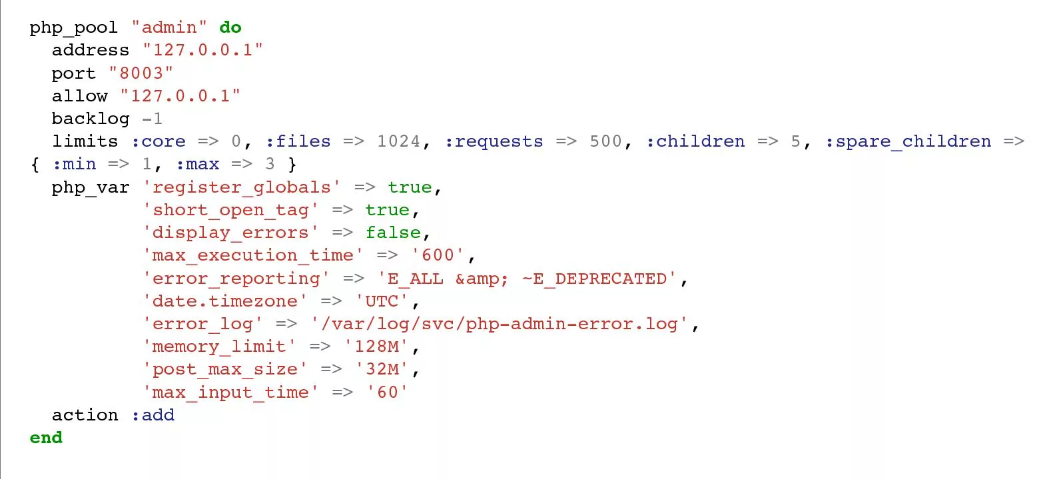 php_pool "admin" do
  address "127.0.0.1"
  port "8003"
  allow "127.0.0.1"
  backlog -1
  limits :core => 0, :files => 1024, :requests => 500, :children => 5, :spare_children =>
{ :min => 1, :max => 3 }
  php_var 'register_globals' => true,
          'short_open_tag' => true,
          'display_errors' => false,
          'max_execution_time' => '600',
          'error_reporting' => 'E_ALL &amp; ~E_DEPRECATED',
          'date.timezone' => 'UTC',
          'error_log' => '/var/log/svc/php-admin-error.log',
          'memory_limit' => '128M',
          'post_max_size' => '32M',
          'max_input_time' => '60'
  action :add
end